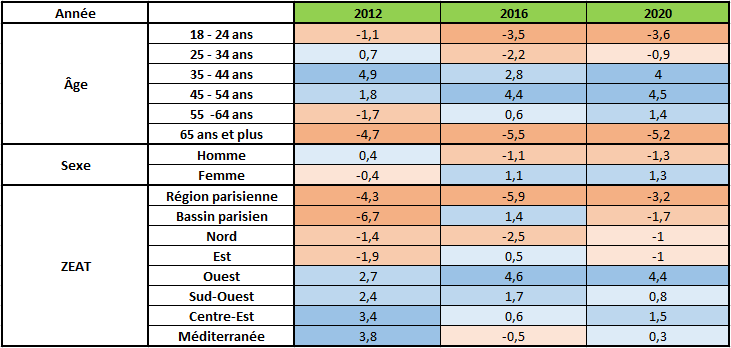 Année 2012 2016 2020
Âge
18 - 24 ans -1,1 -3,5 -3,6
25 - 34 ans 0,7 -2,2 -0,9
35 - 44 ans 4,9 2,8 4
45 - 54 ans 1,8 4,4 4,5
55 -64 ans -1,7 0,6 1,4
65 ans et plus -4,7 -5,5 -5,2
Sexe
Homme 0,4 -1,1 -1,3
Femme -0,4 1,1 1,3
ZEAT
Région parisienne -4,3 -5,9 -3,2
Bassin parisien -6,7 1,4 -1,7
Nord -1,4 -2,5 -1
Est -1,9 0,5 -1
Ouest 2,7 4,6 4,4
Sud-Ouest 2,4 1,7 0,8
Centre-Est 3,4 0,6 1,5
Méditerranée 3,8 -0,5 0,3